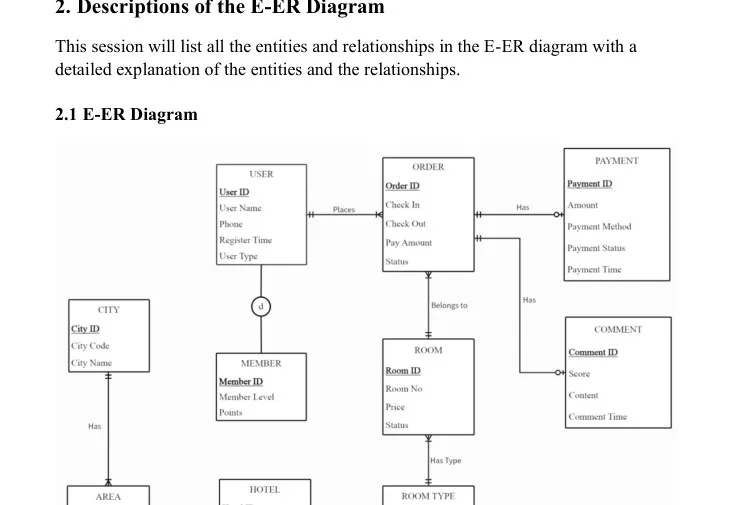 2. Descriptions of the E-ER Diagram
This session will list all the entities and relationships in the E-ER diagram with a
detailed explanation of the entities and the relationships.
2.1 E-ER Diagram
USER
User ID
User Name
Phone
Register Time
User Type
Places
ORDER
Order ID
Check In
Check Out
Pay Amount
Status
Has
PAYMENT
Payment ID
Amount
Payment Method
Payment Status
Payment Time
d
Belongs to
Has
CITY
City ID
City Code
City Name
MEMBER
Member ID
Member Level
Points
ROOM
Room ID
Room No
Price
Status
COMMENT
Comment ID
Score
Content
Comment Time
Has
Has Type
AREA
HOTEL
ROOM TYPE